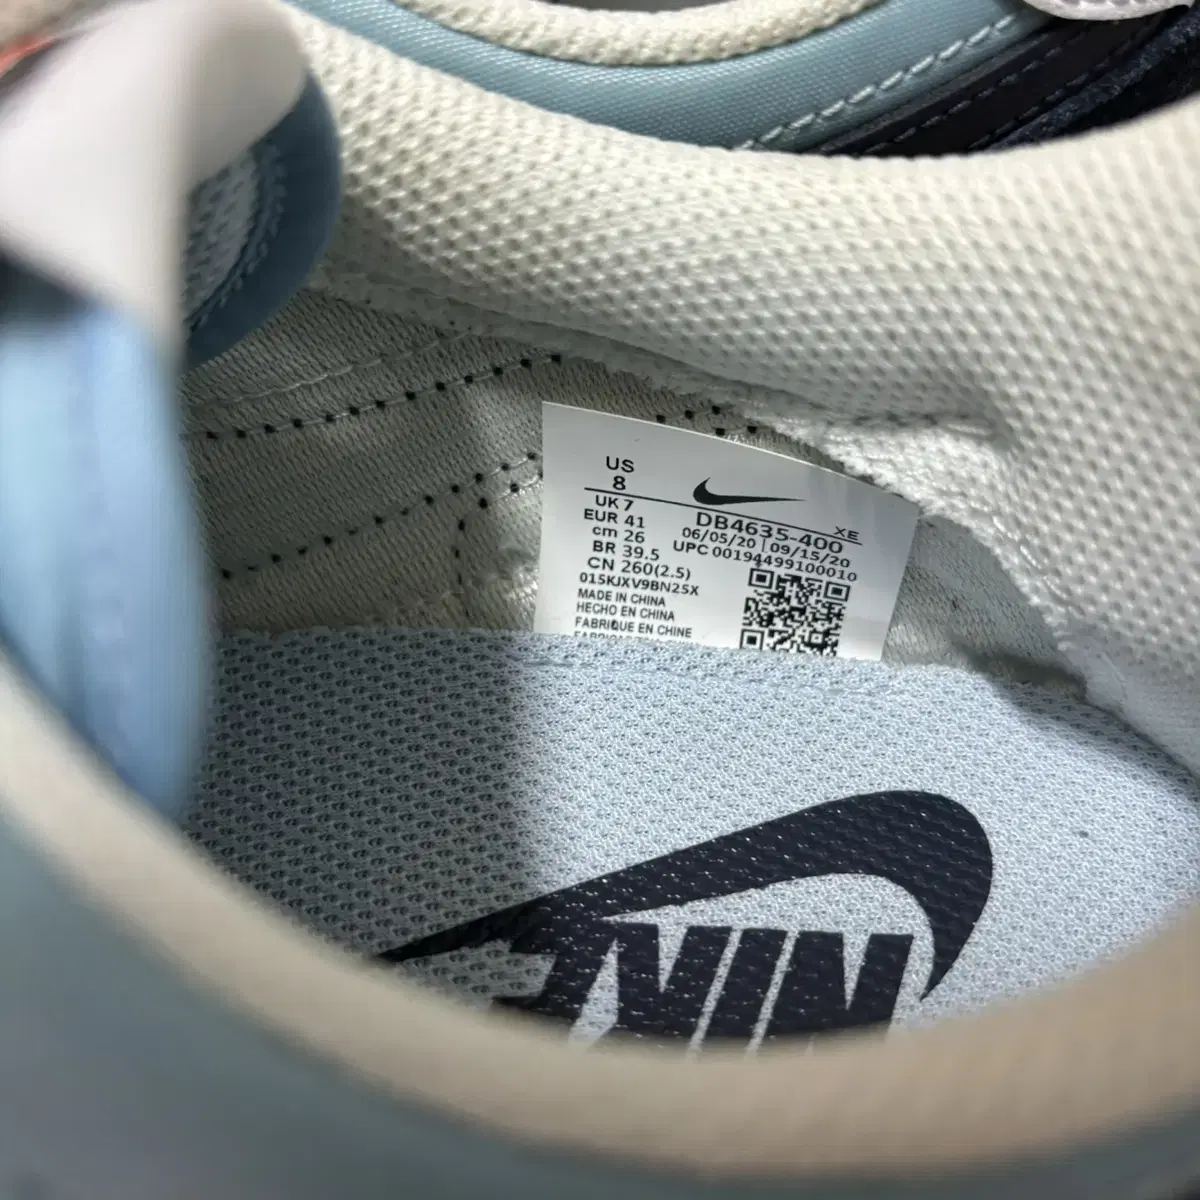 US
8
UK 7
EUR 41
cm 26
BR 39.5
CN 260(2.5)
015KJXV9BN25X
MADE IN CHINA
HECHO EN CHINA
FABRIQUE EN CHINE
XE
DB4635-400
06/05/20 | 09/15/20
UPC 00194499100010
NIK